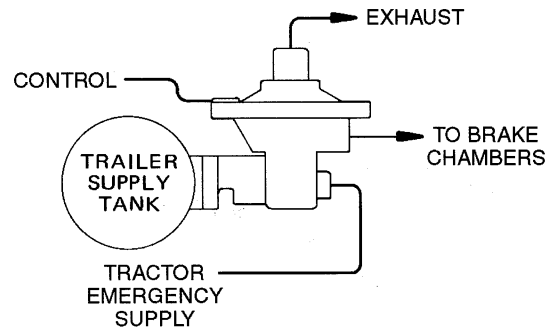 EXHAUST
CONTROL
TO BRAKE
CHAMBERS
TRAILER
SUPPLY
TANK
TRACTOR
EMERGENCY
SUPPLY